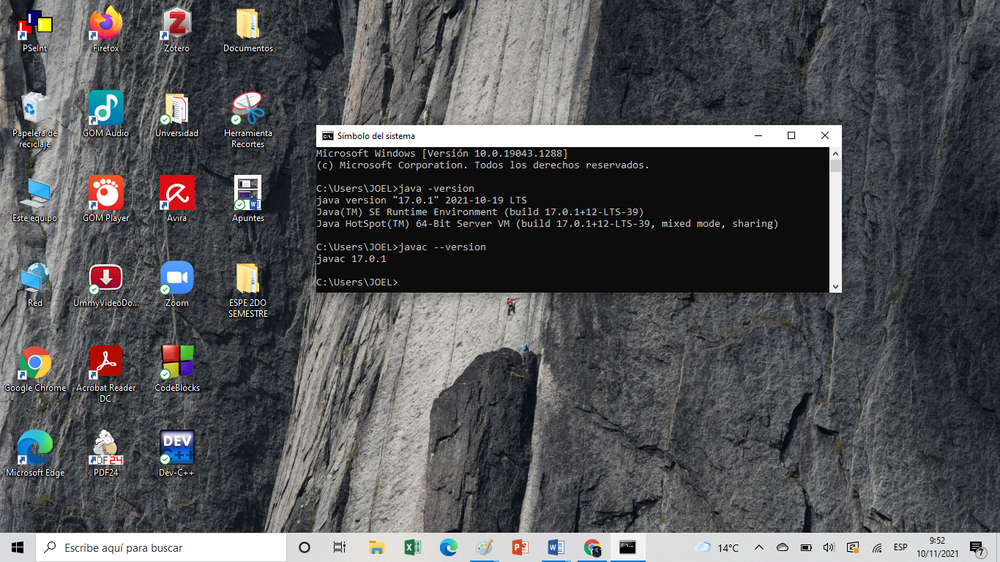 PSeInt
Firefox
Zotero
Documentos
Papelera de
reciclaje
GOM Audio
Unversidad
Herramienta
Recortes
Este equipo
GOM Player
Avira
Apuntes
Red
UmmyVideoDo...
Zoom
ESPE 2DO
SEMESTRE
Google Chrome
Acrobat Reader
DC
CodeBlocks
Microsoft Edge
PDF24
DEV
C++
Dev-C++
Símbolo del sistema
Microsoft Windows [Versión 10.0.19043.1288]
(c) Microsoft Corporation. Todos los derechos reservados.
C:\Users\JOEL>java -version
java version "17.0.1" 2021-10-19 LTS
Java(TM) SE Runtime Environment (build 17.0.1+12-LTS-39)
Java HotSpot(TM) 64-Bit Server VM (build 17.0.1+12-LTS-39, mixed mode, sharing)
C:\Users\JOEL>javac --version
javac 17.0.1
C:\Users\JOEL>
Escribe aquí para buscar
14°C
ESP
9:52
10/11/2021
7